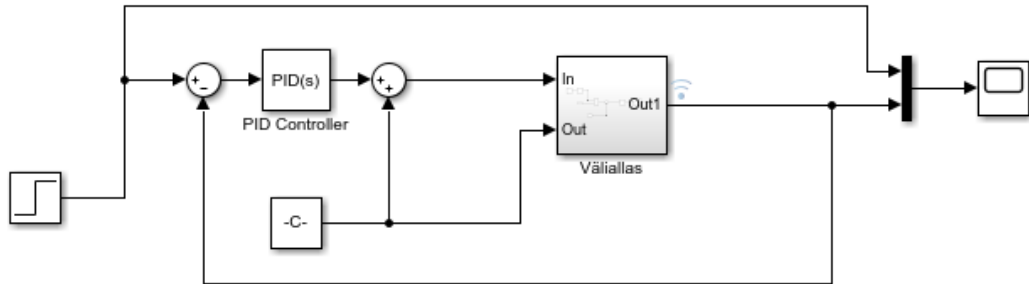 PID(s)
PID Controller
In
Out1
Out
Väliallas
-C-